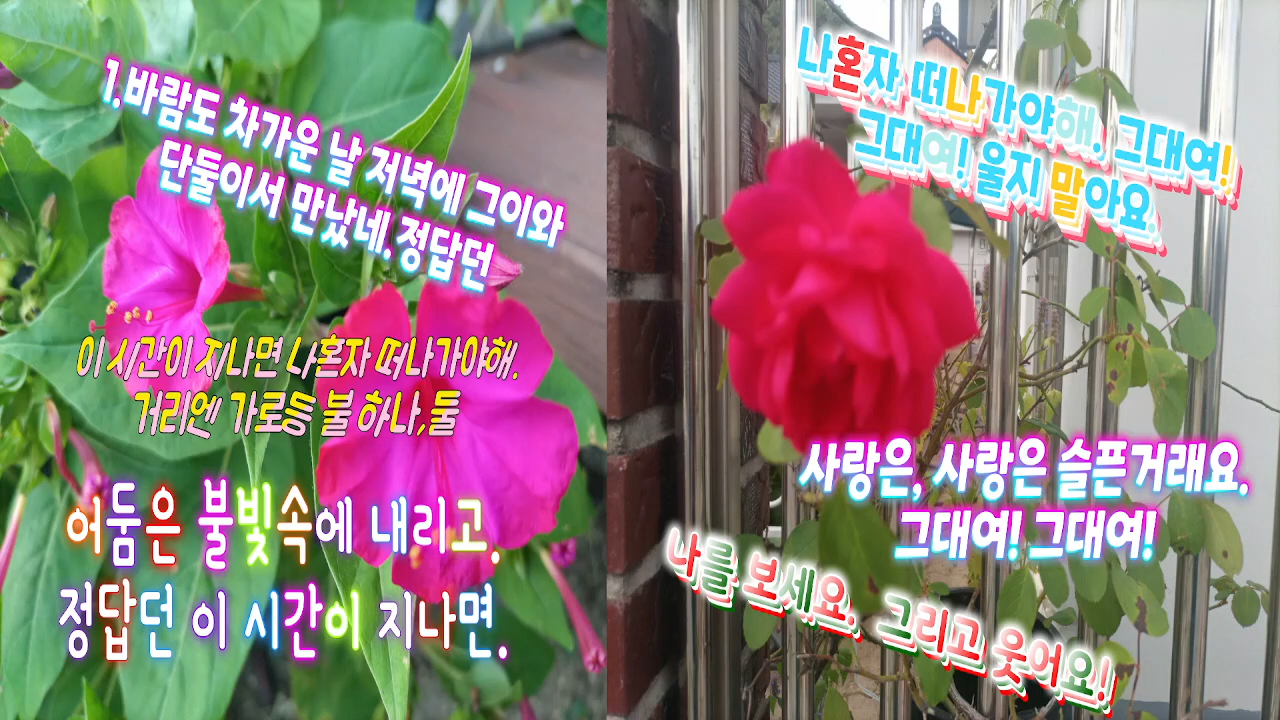 1.바람도 차가운 날 저녁에 그이와
단둘이서 만났네.정답던
이 시간이 지나면 나혼자 떠나가야해.
거리엔 가로등 불 하나,둘
어둠은 불빛속에 내리고.
정답던 이 시간이 지나면.
나혼자 떠나가야해. 그대여!
그대여! 울지 말아요.
사랑은, 사랑은 슬픈거래요.
그대여! 그대여!
나를 보세요. 그리고 웃어요!